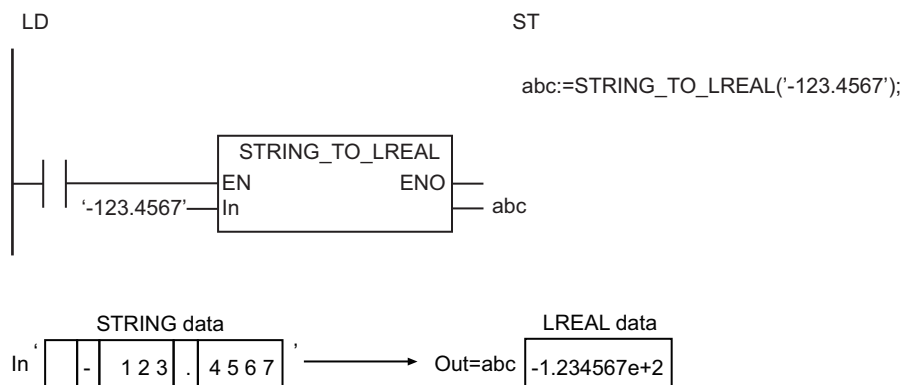 LD
ST
abc:=STRING_TO_LREAL('-123.4567');
STRING_TO_LREAL
EN ENO
‘-123.4567’ In abc
STRING data LREAL data
In ‘ - 1 2 3 . 4 5 6 7 ’ Out=abc -1.234567e+2